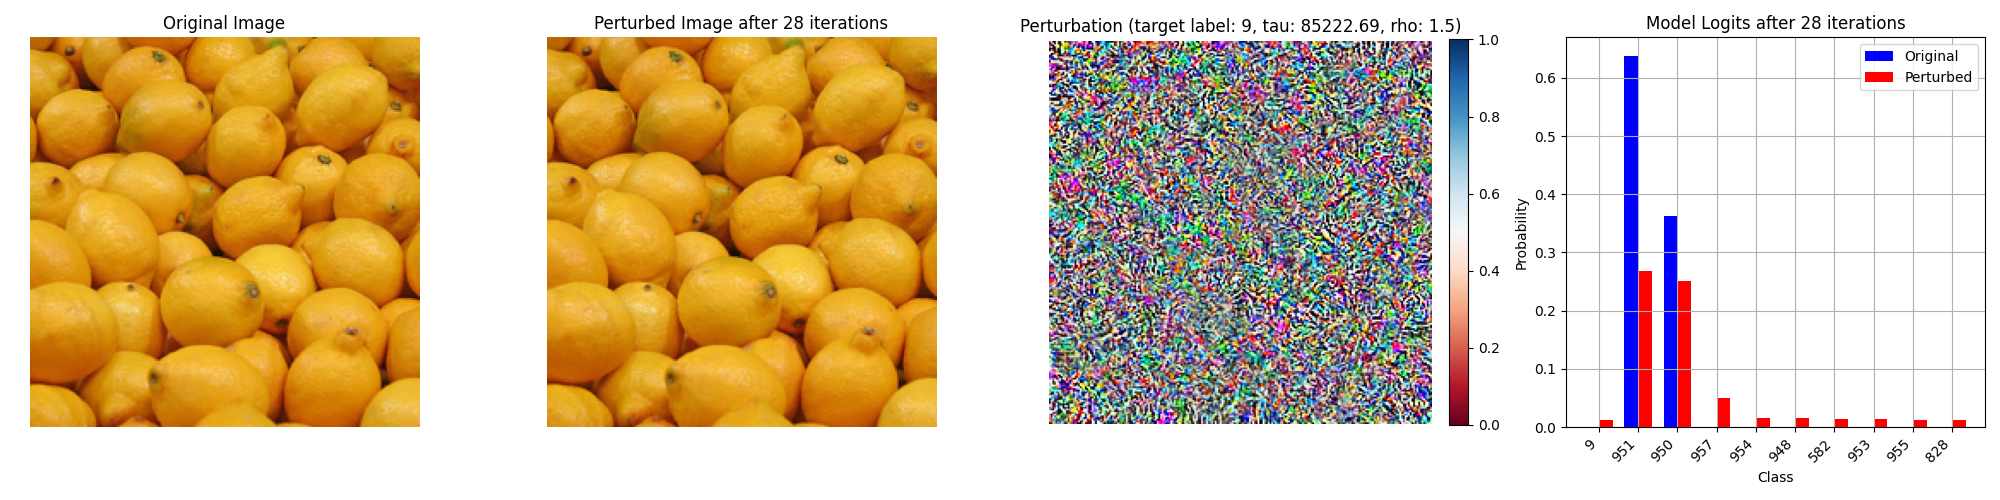 Original Image
Perturbed Image after 28 iterations
Perturbation (target label: 9, tau: 85222.69, rho: 1.5)
1.0
0.8
0.6
0.4
0.2
0.0
Model Logits after 28 iterations
Original
Perturbed
Probability
0.6
0.5
0.4
0.3
0.2
0.1
0.0
9 951 950 957 954 948 582 953 955 828
Class